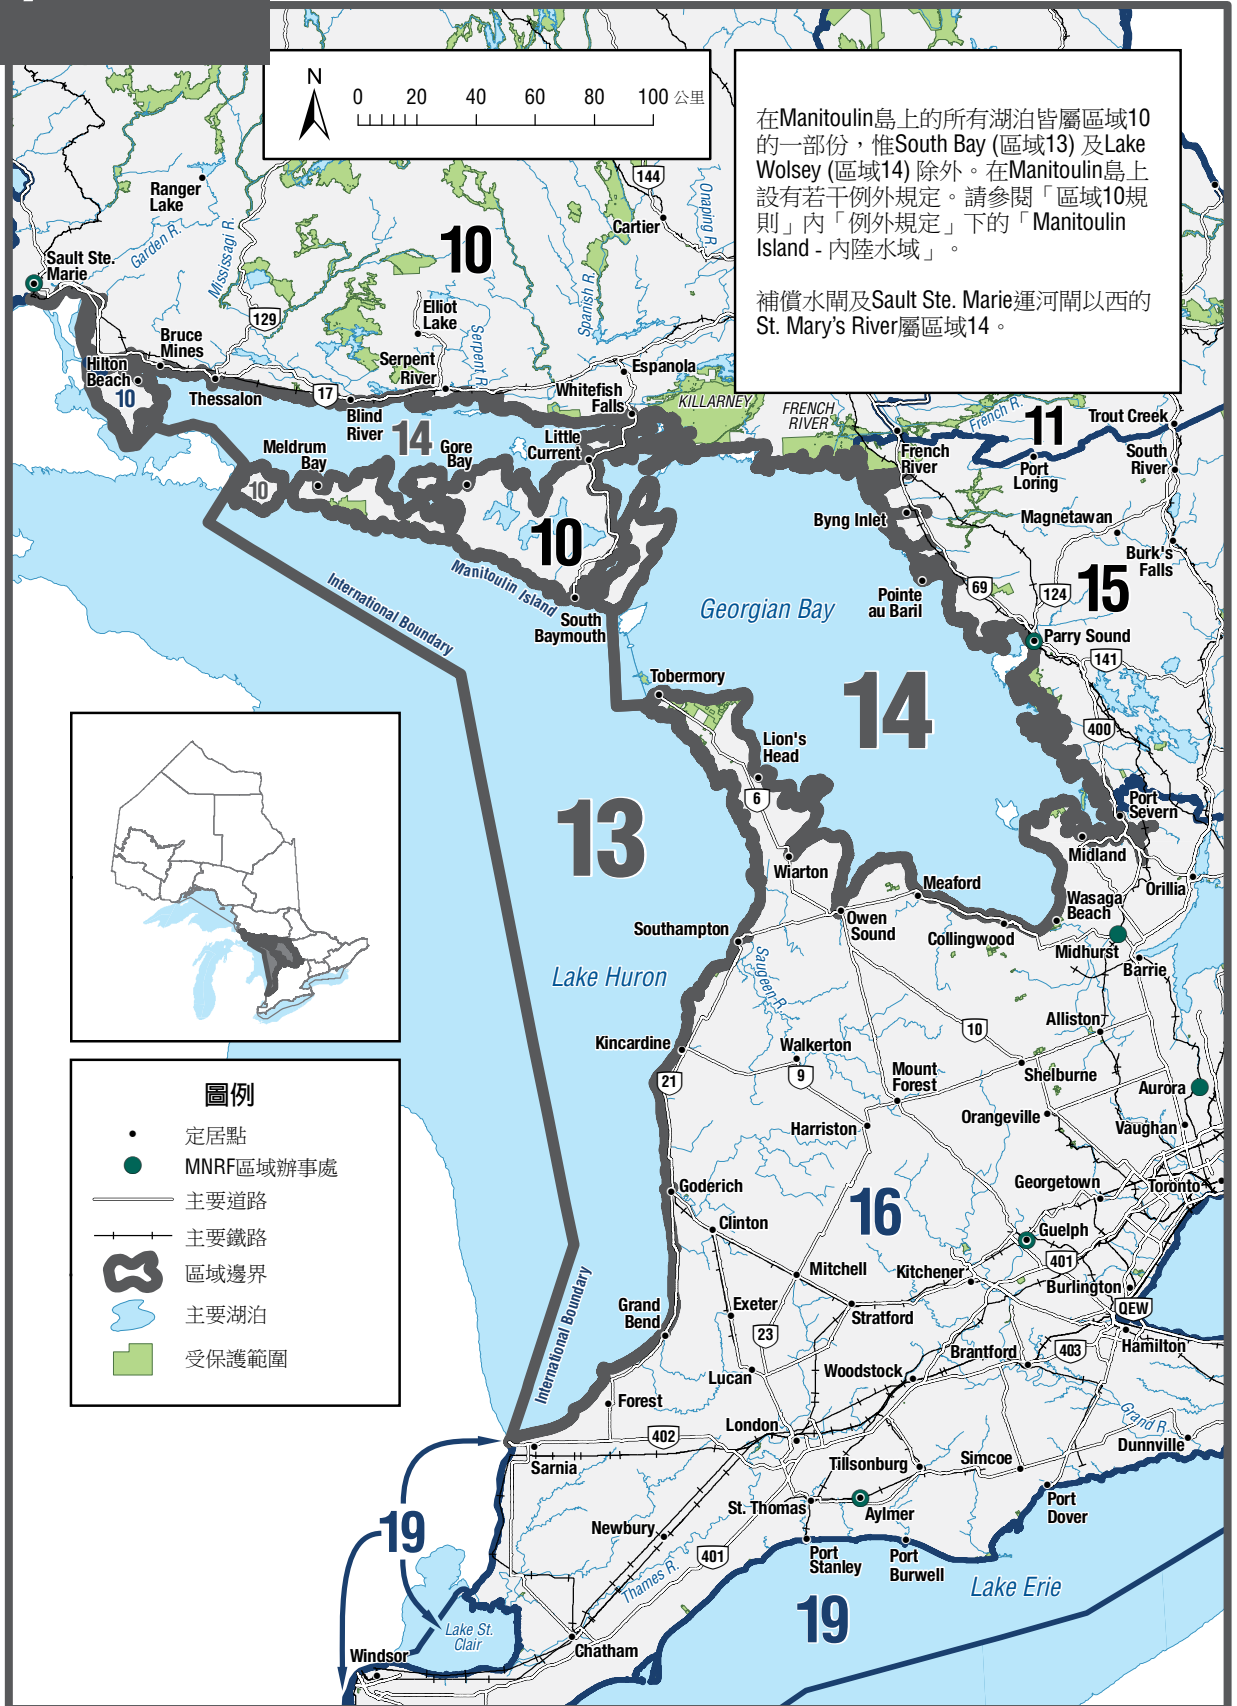 N
0 20 40 60 80 100 公里
在Manitoulin島上的所有湖泊皆屬區域10
的一部份，惟South Bay (區域13) 及Lake
Wolsey (區域14) 除外。在Manitoulin島上
設有若干例外規定。請參閱「區域10規
則」內「例外規定」下的「Manitoulin
Island - 內陸水域」。
補償水閘及Sault Ste. Marie運河閘以西的
St. Mary's River屬區域14。
Ranger
Lake
144
Onaping R.
Cartier
Garden R.
Mississagi R.
10
Spanish R.
Sault Ste.
Marie
129
Elliot
Lake
Serpent R.
Bruce
Mines
Hilton
Beach
10
Thessalon
Serpent
River
17
Blind
River
Espanola
Whitefish
Falls
KILLARNEY
FRENCH
RIVER
French R.
11
Trout Creek
French
River
Port
Loring
South
River
14
Meldrum
Bay
Gore
Bay
Little
Current
10
10
Byng Inlet
Magnetawan
Burk's
Falls
Manitoulin Island
International Boundary
South
Baymouth
Georgian Bay
Pointe
au Baril
69
124
15
Parry Sound
141
Tobermory
14
400
Lion's
Head
6
13
Port
Severn
Midland
Wiarton
Orillia
Meaford
Wasaga
Beach
Owen
Sound
Collingwood
Midhurst
Barrie
Southampton
Saugeen R.
Lake Huron
Kincardine
Walkerton
10
Alliston
21
9
Mount
Forest
Shelburne
Aurora
Harriston
Orangeville
Vaughan
Goderich
Georgetown
Toronto
Clinton
16
Guelph
401
Mitchell
Kitchener
Burlington
QEW
Grand
Bend
Exeter
Stratford
International Boundary
23
Hamilton
403
Brantford
Lucan
Woodstock
Forest
Grand R.
402
London
Dunnville
Sarnia
Tillsonburg
Simcoe
St. Thomas
Aylmer
Port
Dover
19
Newbury
401
Port
Stanley
Port
Burwell
Thames R.
Lake Erie
19
Lake St.
Clair
Chatham
Windsor
圖例
定居點
MNRF區域辦事處
主要道路
主要鐵路
區域邊界
主要湖泊
受保護範圍